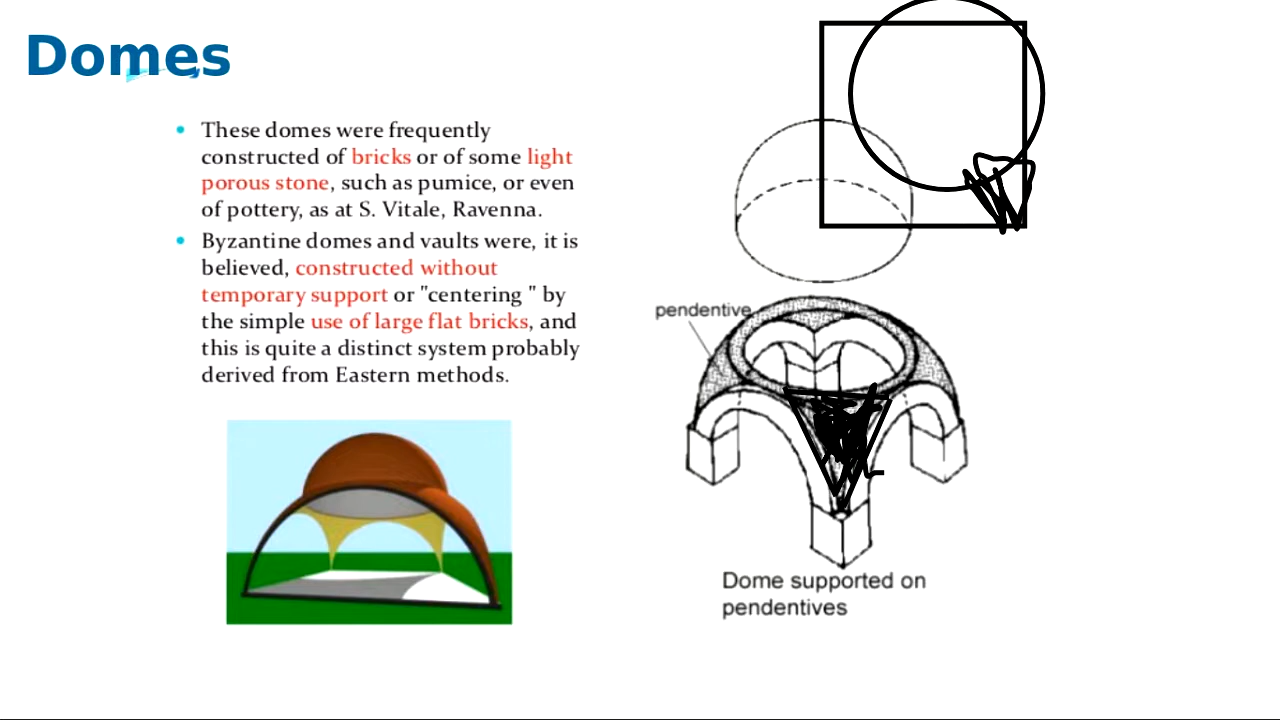 Domes
These domes were frequently
constructed of bricks or of some light
porous stone, such as pumice, or even
of pottery, as at S. Vitale, Ravenna.
Byzantine domes and vaults were, it is
believed, constructed without
temporary support or "centering " by
the simple use of large flat bricks, and
this is quite a distinct system probably
derived from Eastern methods.
pendentive
Dome supported on
pendentives